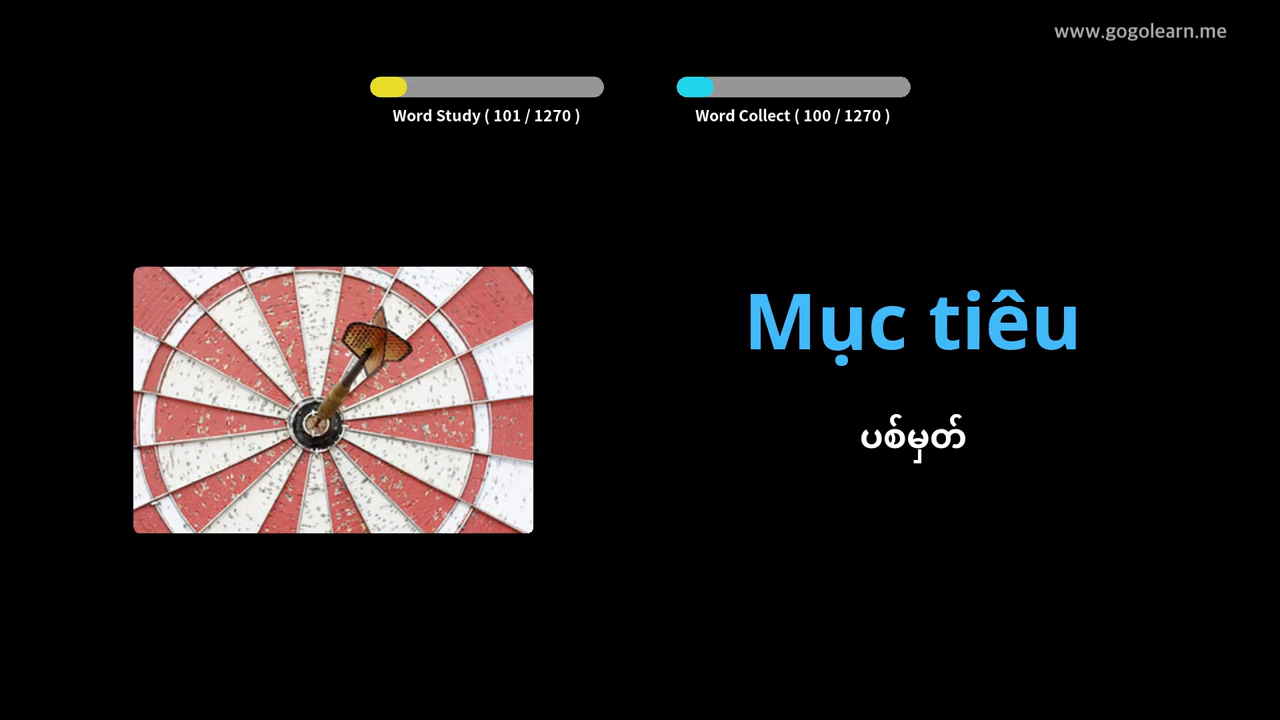 www.gogolearn.me
Word Study ( 101 / 1270 )
Word Collect ( 100 / 1270 )
Mục tiêu
ပစ်မှတ်